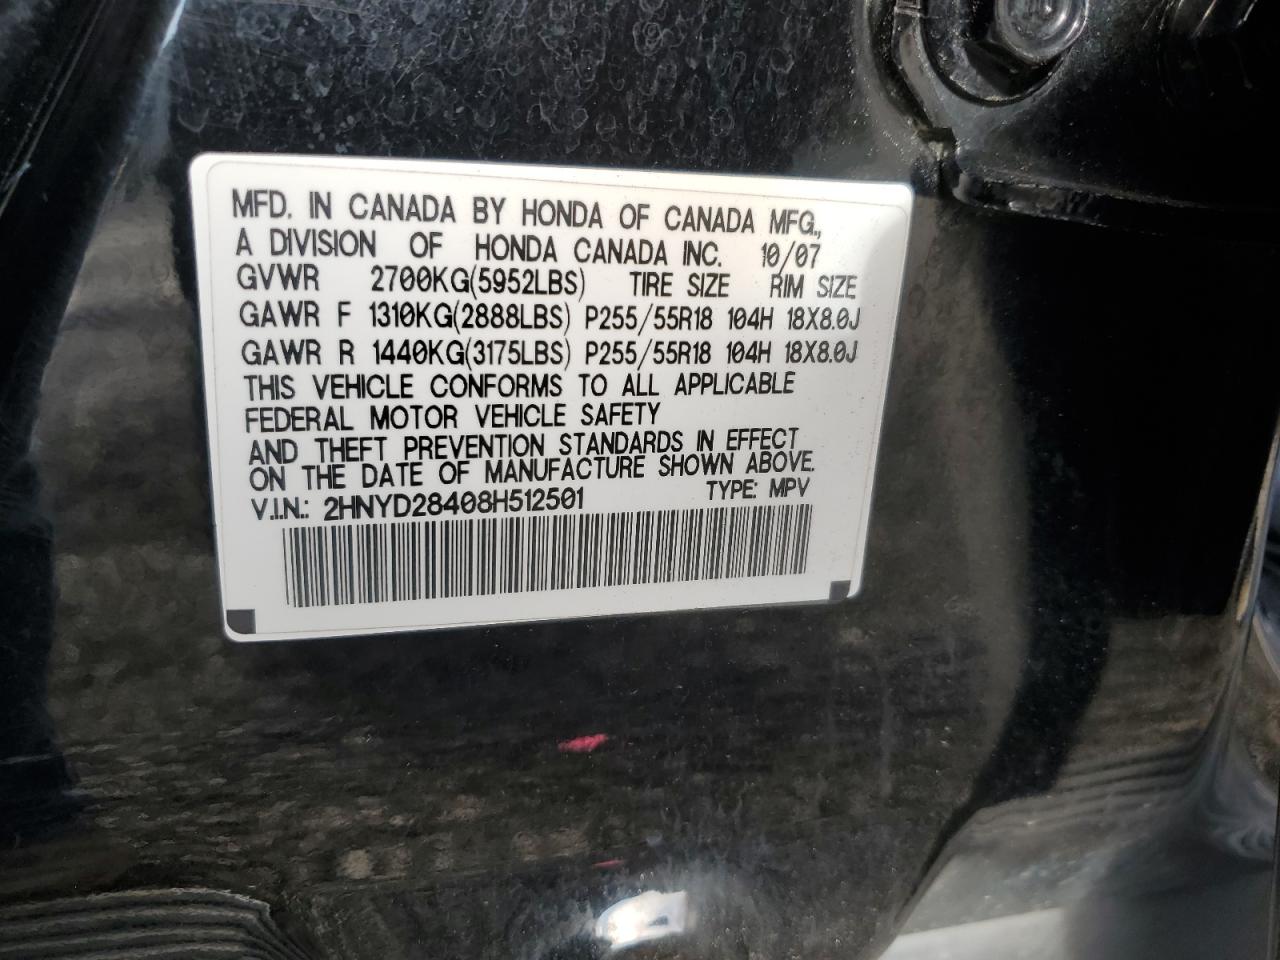 MFD. IN CANADA BY HONDA OF CANADA MFG.,
A DIVISION OF HONDA CANADA INC. 10/07
GVWR 2700KG(5952LBS) TIRE SIZE RIM SIZE
GAWR F 1310KG(2888LBS) P255/55R18 104H 18X8.0J
GAWR R 1440KG(3175LBS) P255/55R18 104H 18X8.0J
THIS VEHICLE CONFORMS TO ALL APPLICABLE
FEDERAL MOTOR VEHICLE SAFETY
AND THEFT PREVENTION STANDARDS IN EFFECT
ON THE DATE OF MANUFACTURE SHOWN ABOVE.
V.I.N.: 2HNYD28408H512501 TYPE: MPV